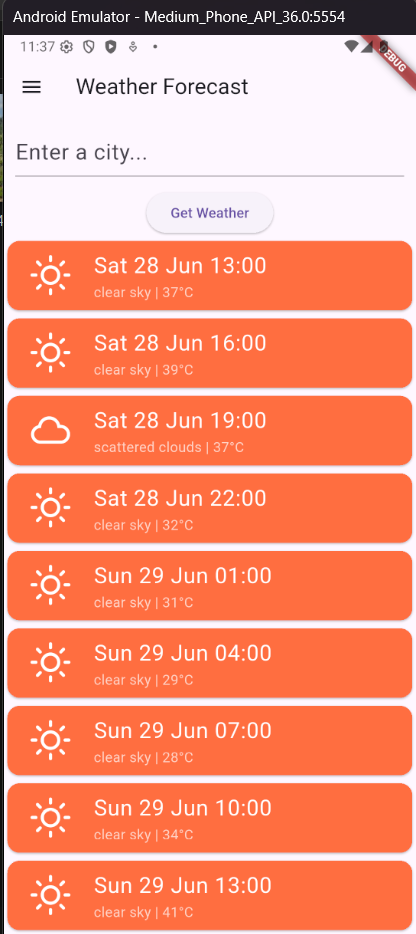 Android Emulator - Medium_Phone_API_36.0:5554
11:37
DEBUG
Weather Forecast
Enter a city...
Get Weather
Sat 28 Jun 13:00
clear sky | 37°C
Sat 28 Jun 16:00
clear sky | 39°C
Sat 28 Jun 19:00
scattered clouds | 37°C
Sat 28 Jun 22:00
clear sky | 32°C
Sun 29 Jun 01:00
clear sky | 31°C
Sun 29 Jun 04:00
clear sky | 29°C
Sun 29 Jun 07:00
clear sky | 28°C
Sun 29 Jun 10:00
clear sky | 34°C
Sun 29 Jun 13:00
clear sky | 41°C